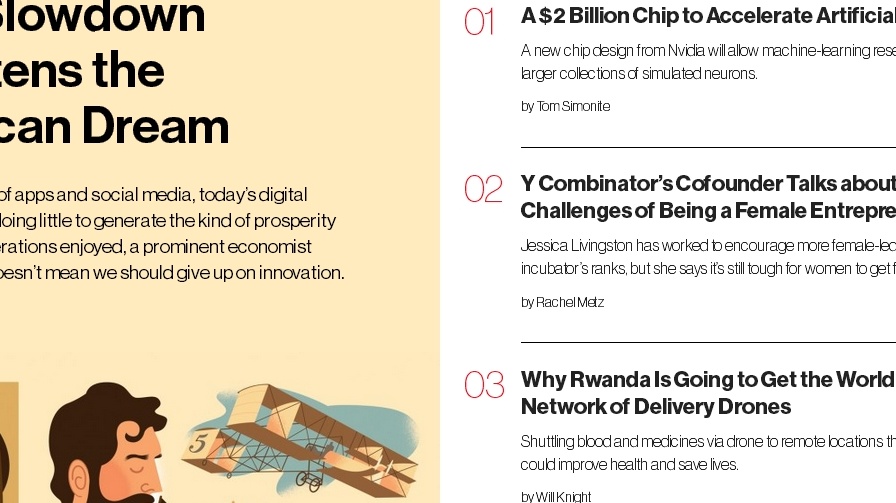 Slowdown
tens the
can Dream
of apps and social media, today's digital
doing little to generate the kind of prosperity
erations enjoyed, a prominent economist
oesn't mean we should give up on innovation.
5
01
A $2 Billion Chip to Accelerate Artificial
A new chip design from Nvidia will allow machine-learning rese
larger collections of simulated neurons.
by Tom Simonite
02
Y Combinator's Cofounder Talks about
Challenges of Being a Female Entrepre
Jessica Livingston has worked to encourage more female-led
incubator's ranks, but she says it's still tough for women to get f
by Rachel Metz
03
Why Rwanda Is Going to Get the World
Network of Delivery Drones
Shuttling blood and medicines via drone to remote locations th
could improve health and save lives.
by Will Knight